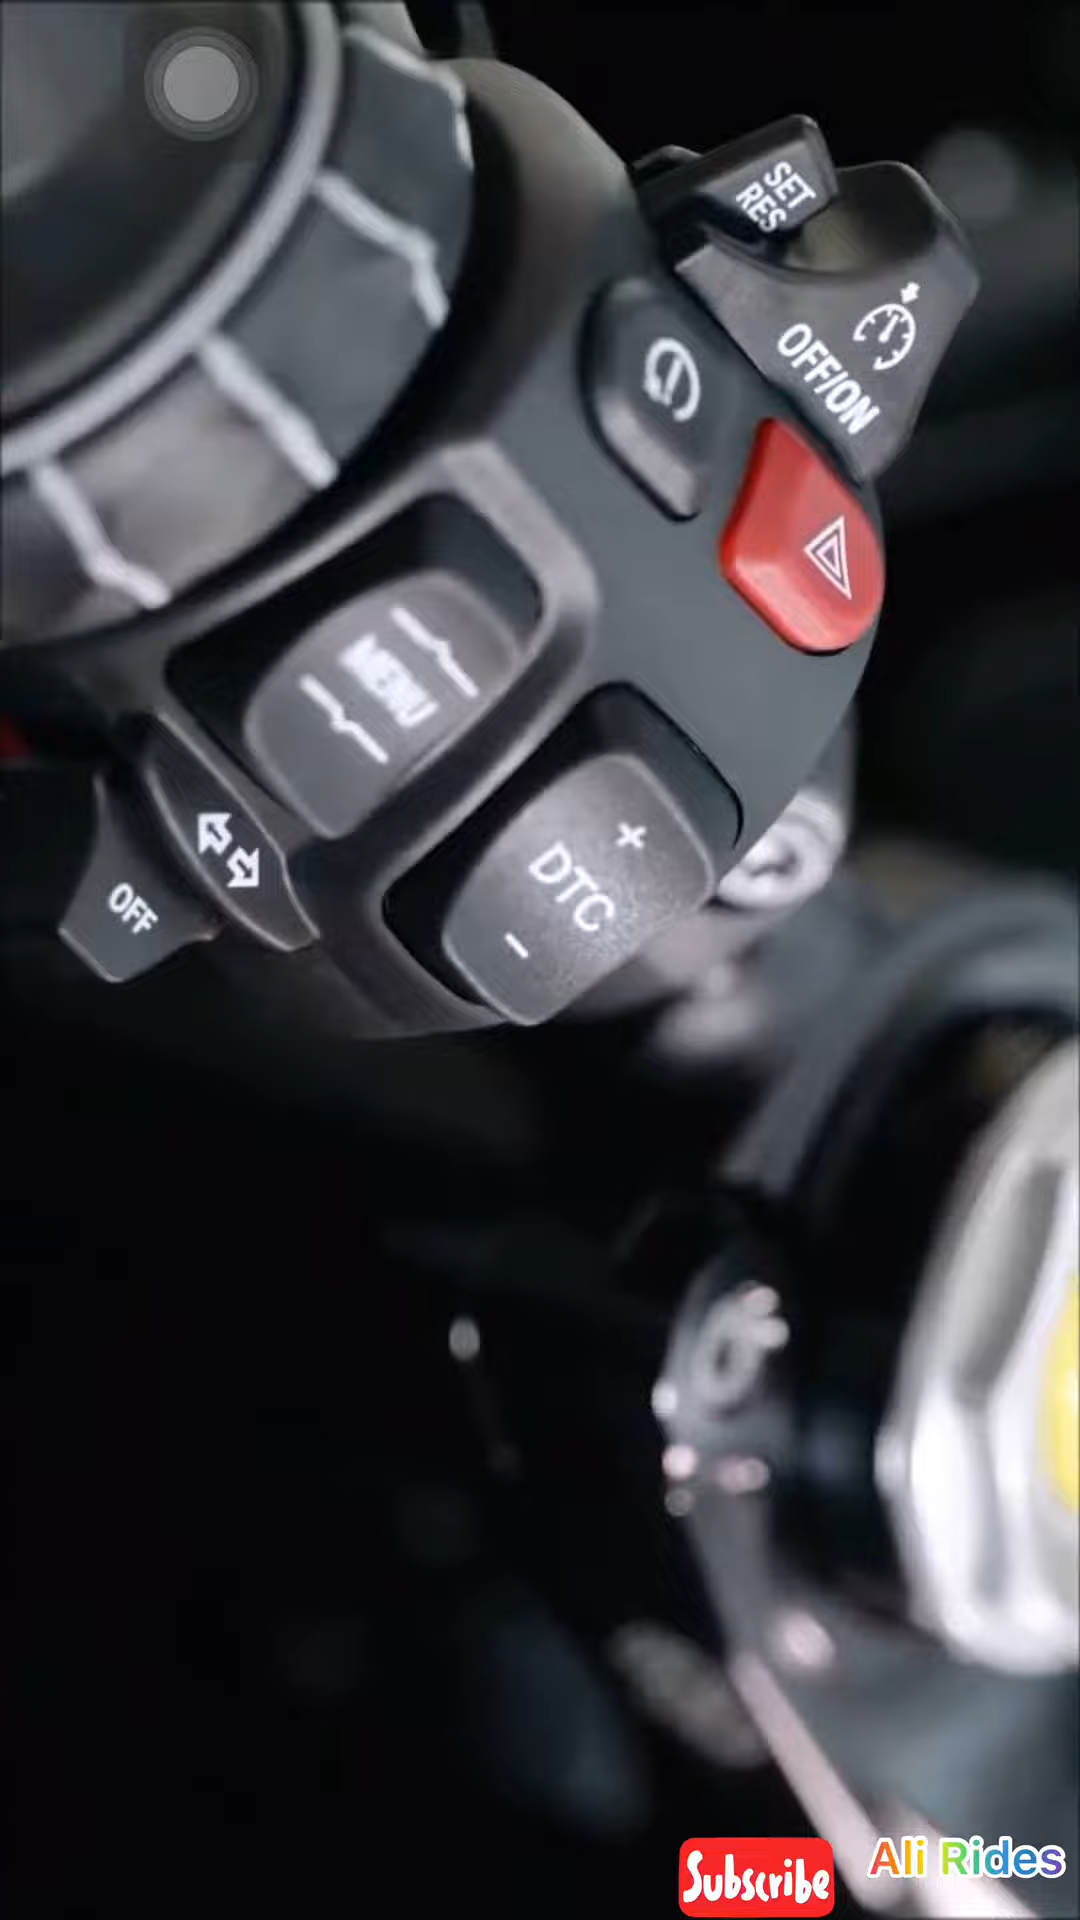 SET
RES
OFF/ON
MENU
+
DTC
-
OFF
Subscribe
Ali Rides